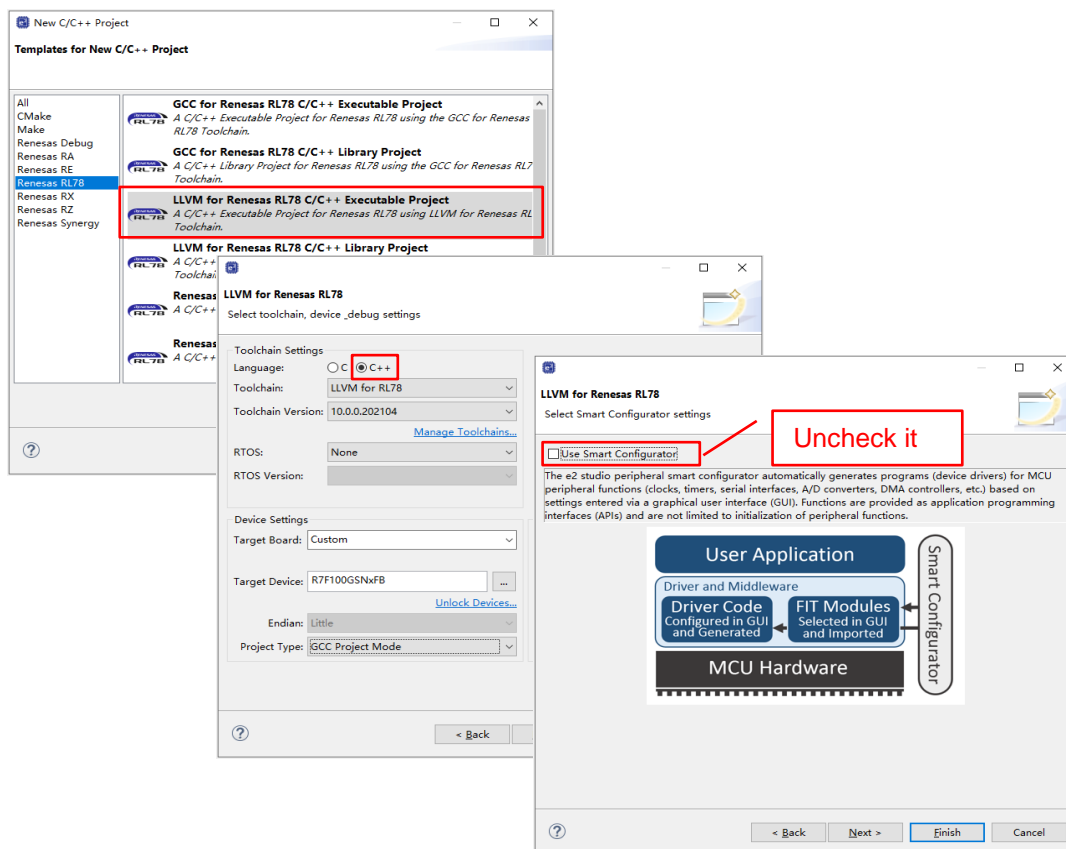 New C/C++ Project
Templates for New C/C++ Project
All
CMake
Make
Renesas Debug
Renesas RA
Renesas RE
Renesas RL78
Renesas RX
Renesas RZ
Renesas Synergy
GCC for Renesas RL78 C/C++ Executable Project
A C/C++ Executable Project for Renesas RL78 using the GCC for Renesas
RL78 Toolchain.
GCC for Renesas RL78 C/C++ Library Project
A C/C++ Library Project for Renesas RL78 using the GCC for Renesas RL7
Toolchain.
LLVM for Renesas RL78 C/C++ Executable Project
A C/C++ Executable Project for Renesas RL78 using LLVM for Renesas RL
Toolchain.
LLVM for Renesas RL78 C/C++ Library Project
A C/C++
Toolchai
Renesas
A C/C++
Renesas
A C/C++
LLVM for Renesas RL78
Select toolchain, device _debug settings
Toolchain Settings
Language: C C++
Toolchain: LLVM for RL78
Toolchain Version: 10.0.0.202104
Manage Toolchains...
RTOS: None
RTOS Version:
Device Settings
Target Board: Custom
Target Device: R7F100GSNxFB ...
Unlock Devices...
Endian: Little
Project Type: GCC Project Mode
< Back
LLVM for Renesas RL78
Select Smart Configurator settings
Uncheck it
Use Smart Configurator
The e2 studio peripheral smart configurator automatically generates programs (device drivers) for MCU
peripheral functions (clocks, timers, serial interfaces, A/D converters, DMA controllers, etc.) based on
settings entered via a graphical user interface (GUI). Functions are provided as application programming
interfaces (APIs) and are not limited to initialization of peripheral functions.
User Application
Driver and Middleware
Driver Code
Configured in GUI
and Generated
FIT Modules
Selected in GUI
and Imported
MCU Hardware
Smart Configurator
< Back Next > Finish Cancel